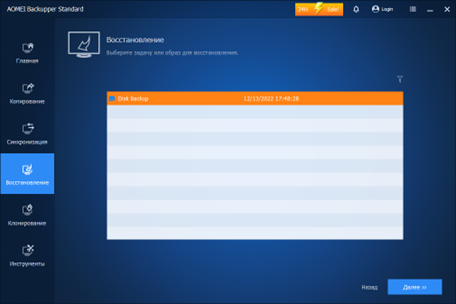 AOMEI Backupper Standard
24H Sale!
Login
Главная
Копирование
Синхронизация
Восстановление
Клонирование
Инструменты
Восстановление
Выберите задачу или образ для восстановления.
Disk Backup 12/13/2022 17:48:28
Назад
Далее >>